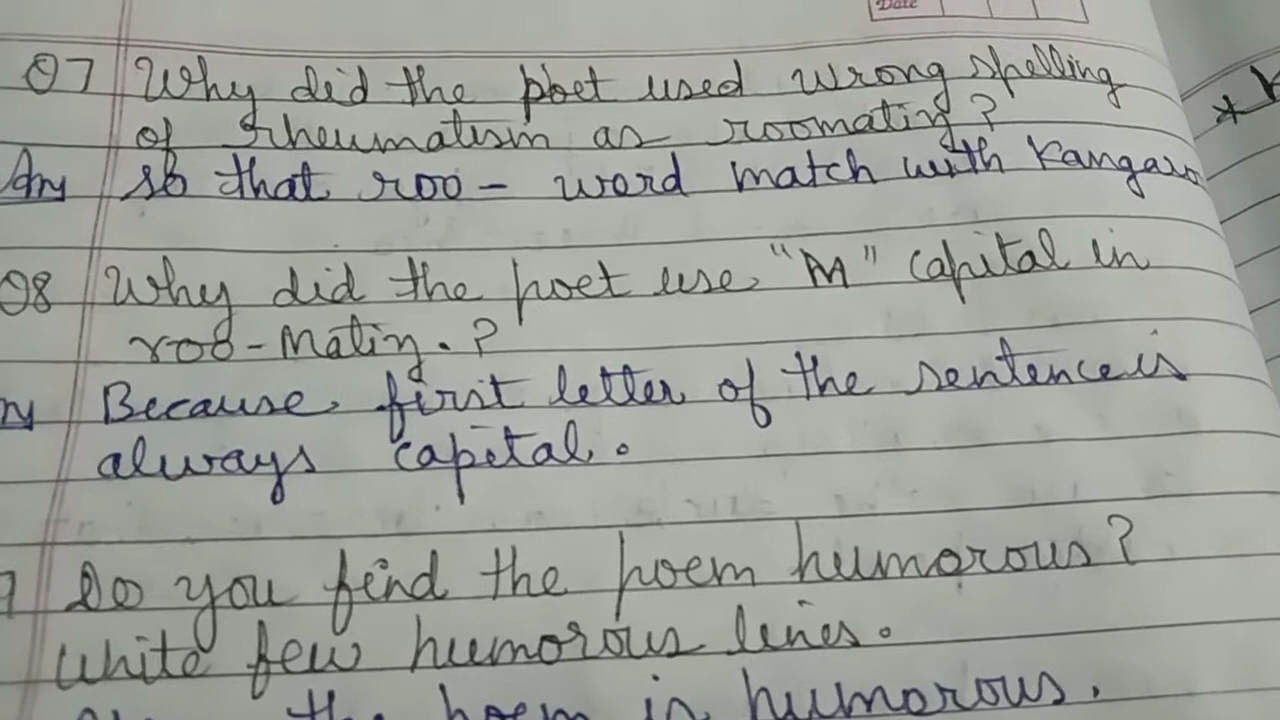 Date
Q7 Why did the poet used wrong spelling
of rheumatism as roomatiz?
Ans so that roo - word match with Kangaroo
Q8 Why did the poet use "M" capital in
roo-Matiz.?
Because first letter of the sentence is
always capital.
Do you find the poem humorous?
write few humorous lines.
the poem is humorous.